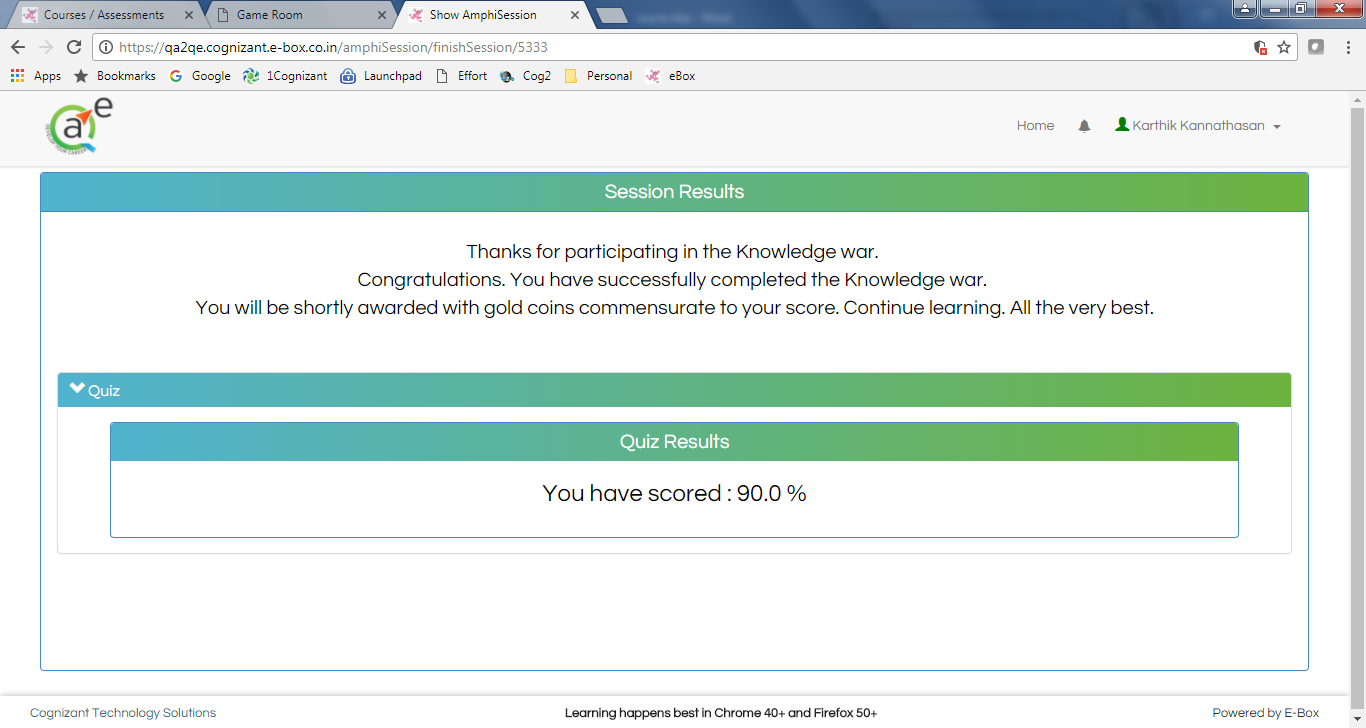 Courses / Assessments
Game Room
Show AmphiSession
https://qa2qe.cognizant.e-box.co.in/amphiSession/finishSession/5333
Apps Bookmarks Google 1Cognizant Launchpad Effort Cog2 Personal eBox
a e
Home Karthik Kannathasan
Session Results
Thanks for participating in the Knowledge war.
Congratulations. You have successfully completed the Knowledge war.
You will be shortly awarded with gold coins commensurate to your score. Continue learning. All the very best.
Quiz
Quiz Results
You have scored : 90.0 %
Cognizant Technology Solutions
Learning happens best in Chrome 40+ and Firefox 50+
Powered by E-Box